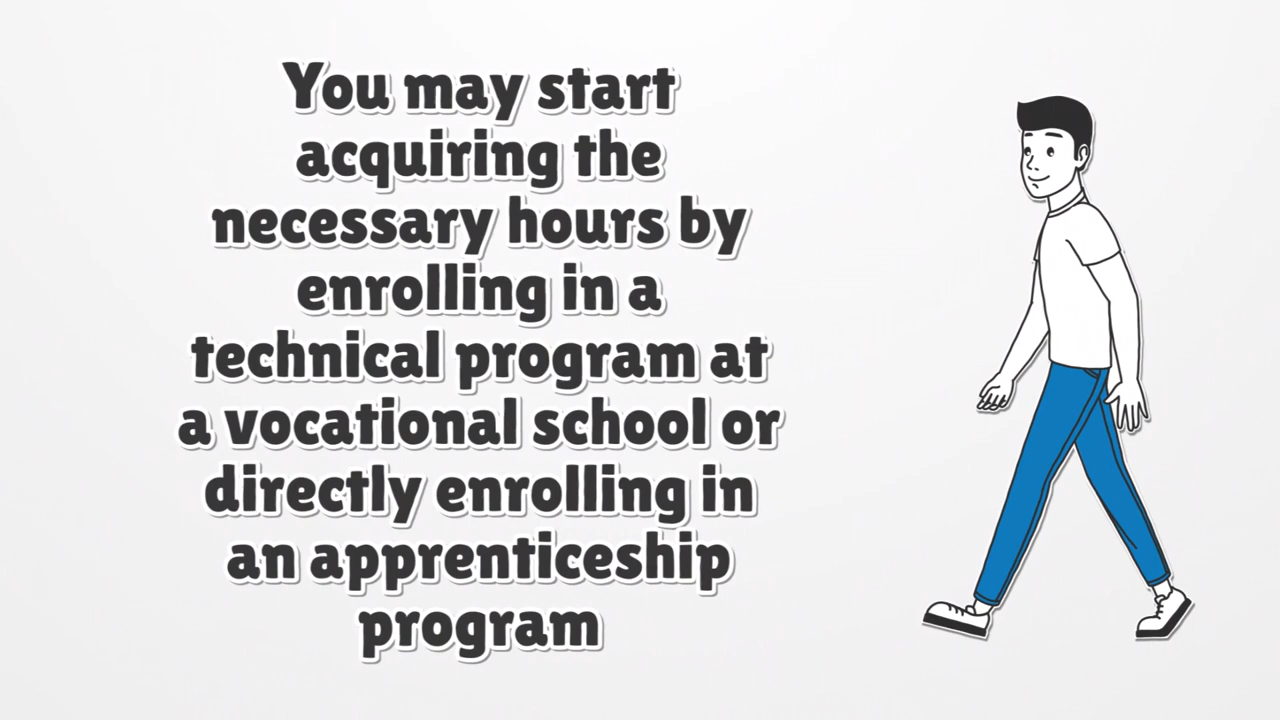 You may start
acquiring the
necessary hours by
enrolling in a
technical program at
a vocational school or
directly enrolling in
an apprenticeship
program